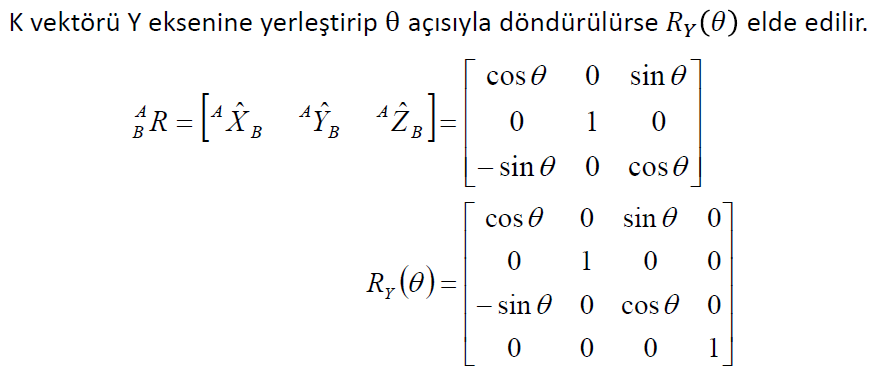 K vektörü Y eksenine yerleştirip θ açısıyla döndürülürse R_Y(θ) elde edilir.
^A_B R = [^A X̂_B ^A Ŷ_B ^A Ẑ_B] = [cos θ 0 sin θ
0 1 0
− sin θ 0 cos θ]
R_Y(θ) = [cos θ 0 sin θ 0
0 1 0 0
− sin θ 0 cos θ 0
0 0 0 1]